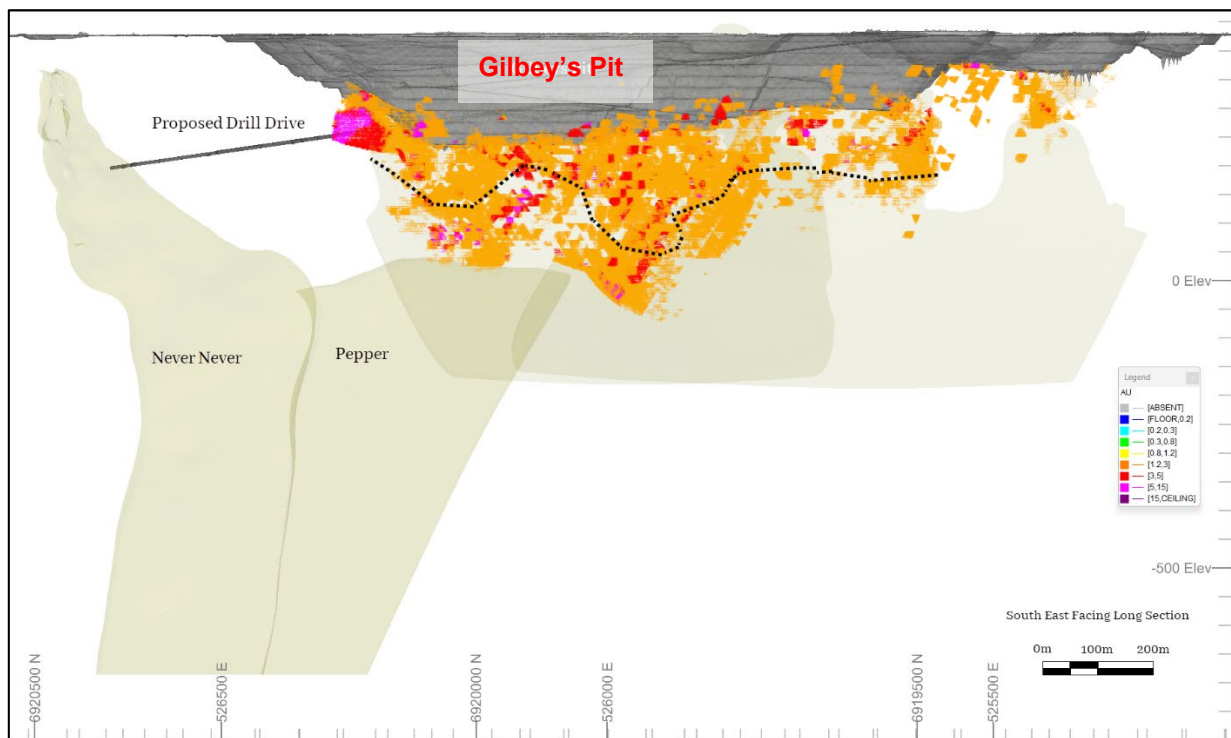 Gilbey's Pit
Proposed Drill Drive
0 Elev
Never Never
Pepper
Legend
AU
[ABSENT]
[FLOOR,0.2]
[0.2,0.3]
[0.3,0.8]
[0.8,1.2]
[1.2,3]
[3,5]
[5,15]
[15,CEILING]
-500 Elev
South East Facing Long Section
0m 100m 200m
6920500 N
526500 E
6920000 N
526000 E
6919500 N
525500 E